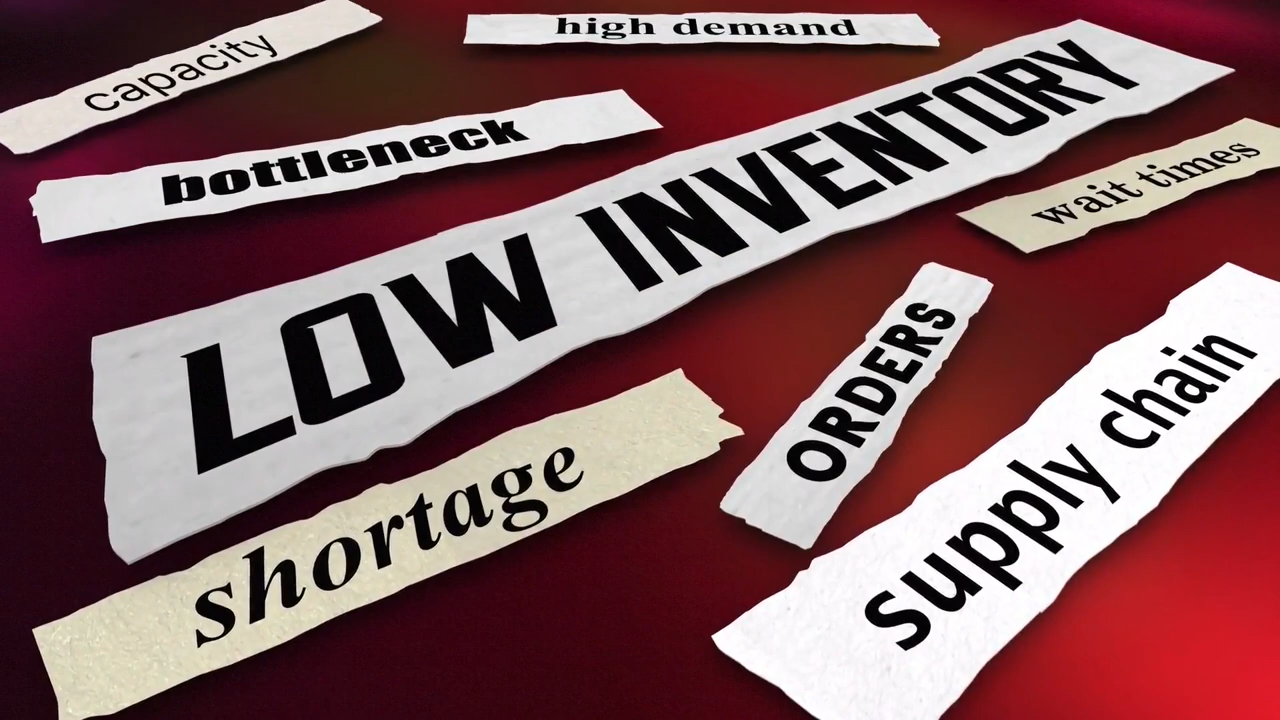 capacity
high demand
bottleneck
LOW INVENTORY
wait times
ORDERS
supply chain
shortage